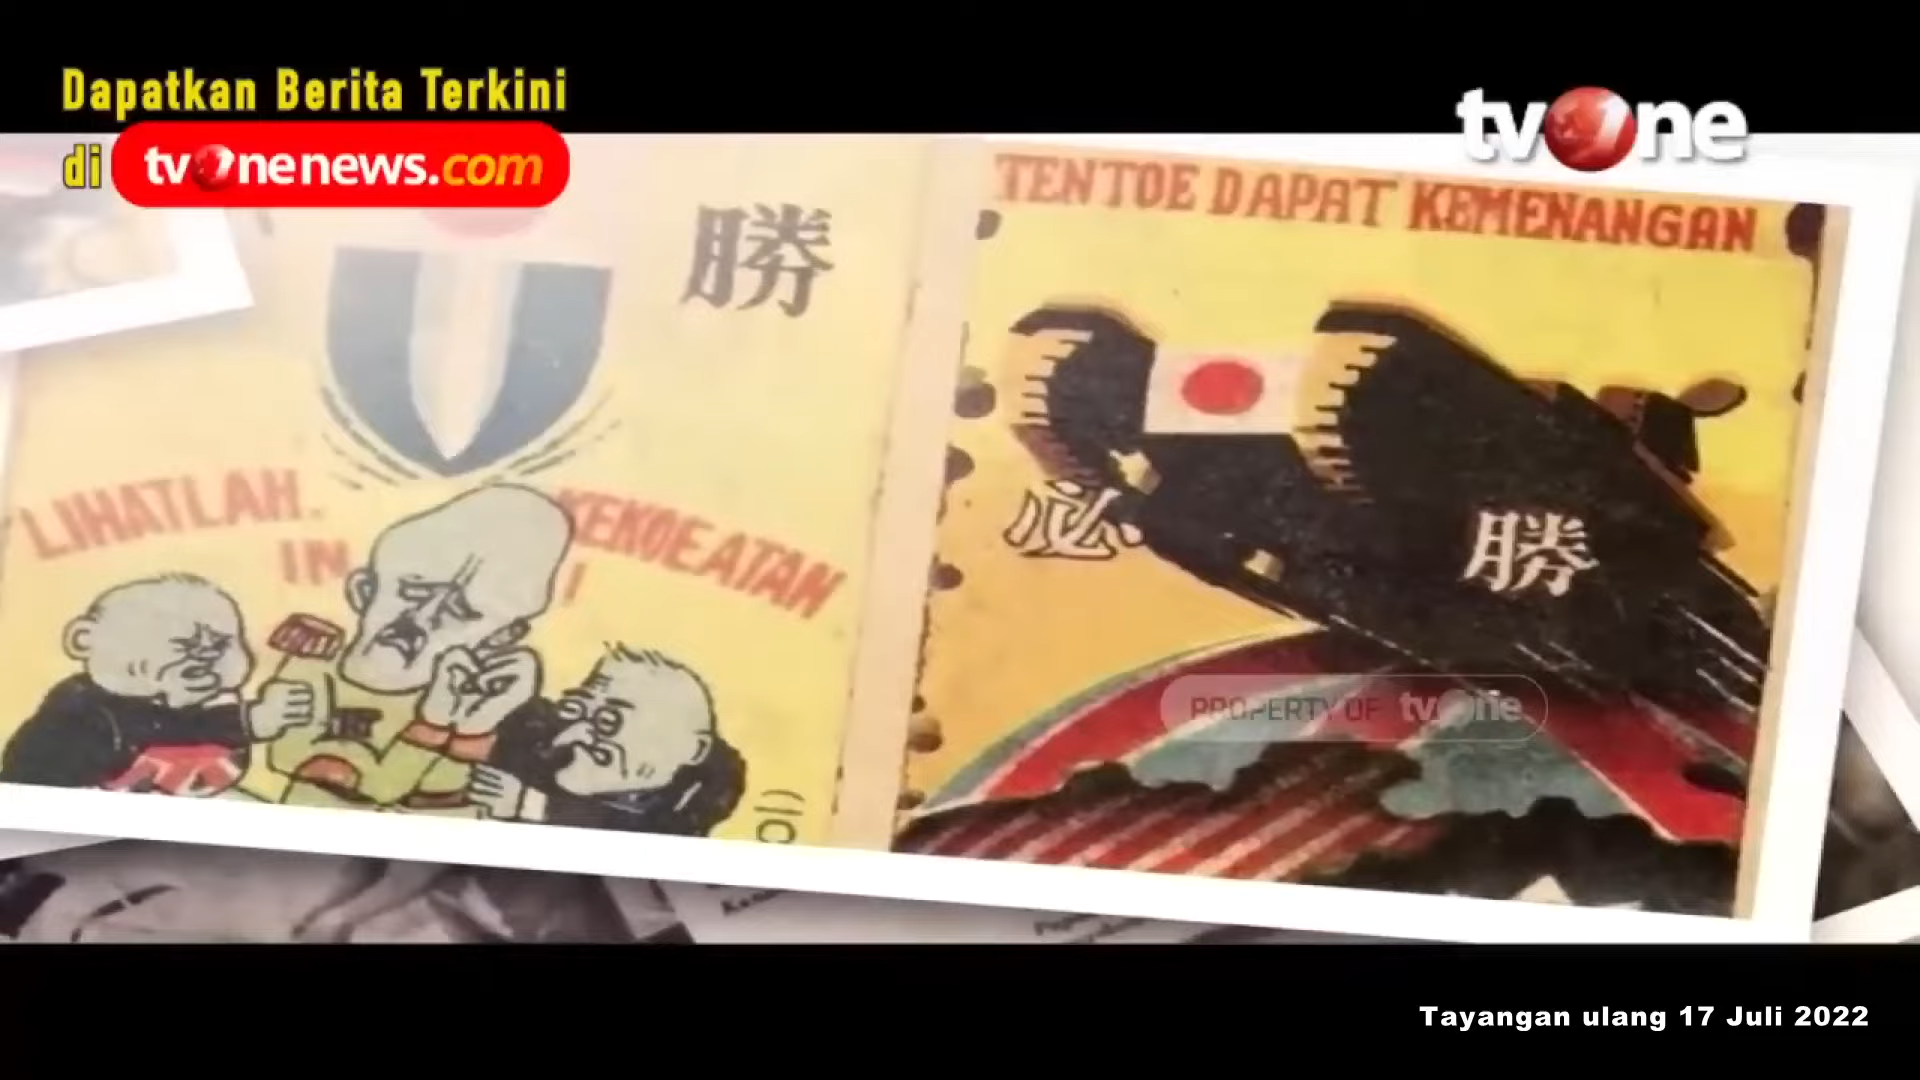 Dapatkan Berita Terkini
di tvOnenews.com
tvOne
勝
LIHATLAH. KEKOEATAN
IN I
TENTOE DAPAT KEMENANGAN
必 勝
PROPERTY OF tvOne
Tayangan ulang 17 Juli 2022